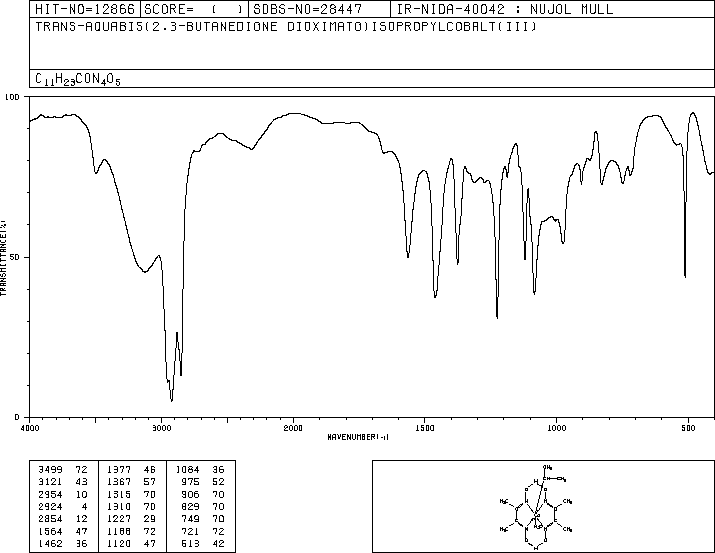 HIT-NO=12866 SCORE= ( ) SDBS-NO=28447 IR-NIDA-40042 : NUJOL MULL
TRANS-AQUABIS(2.3-BUTANEDIONE DIOXIMATO)ISOPROPYLCOBALT(III)
C11H23CON4O5
100
50
0
TRANSMITTANCE(%)
4000 3000 2000 1500 1000 500
WAVENUMBER(-1)
3499 72 1377 46 1084 36
3121 43 1367 57 975 52
2954 10 1315 70 906 70
2924 4 1310 70 829 70
2854 12 1227 29 749 70
1564 47 1188 72 721 72
1462 36 1120 47 513 42